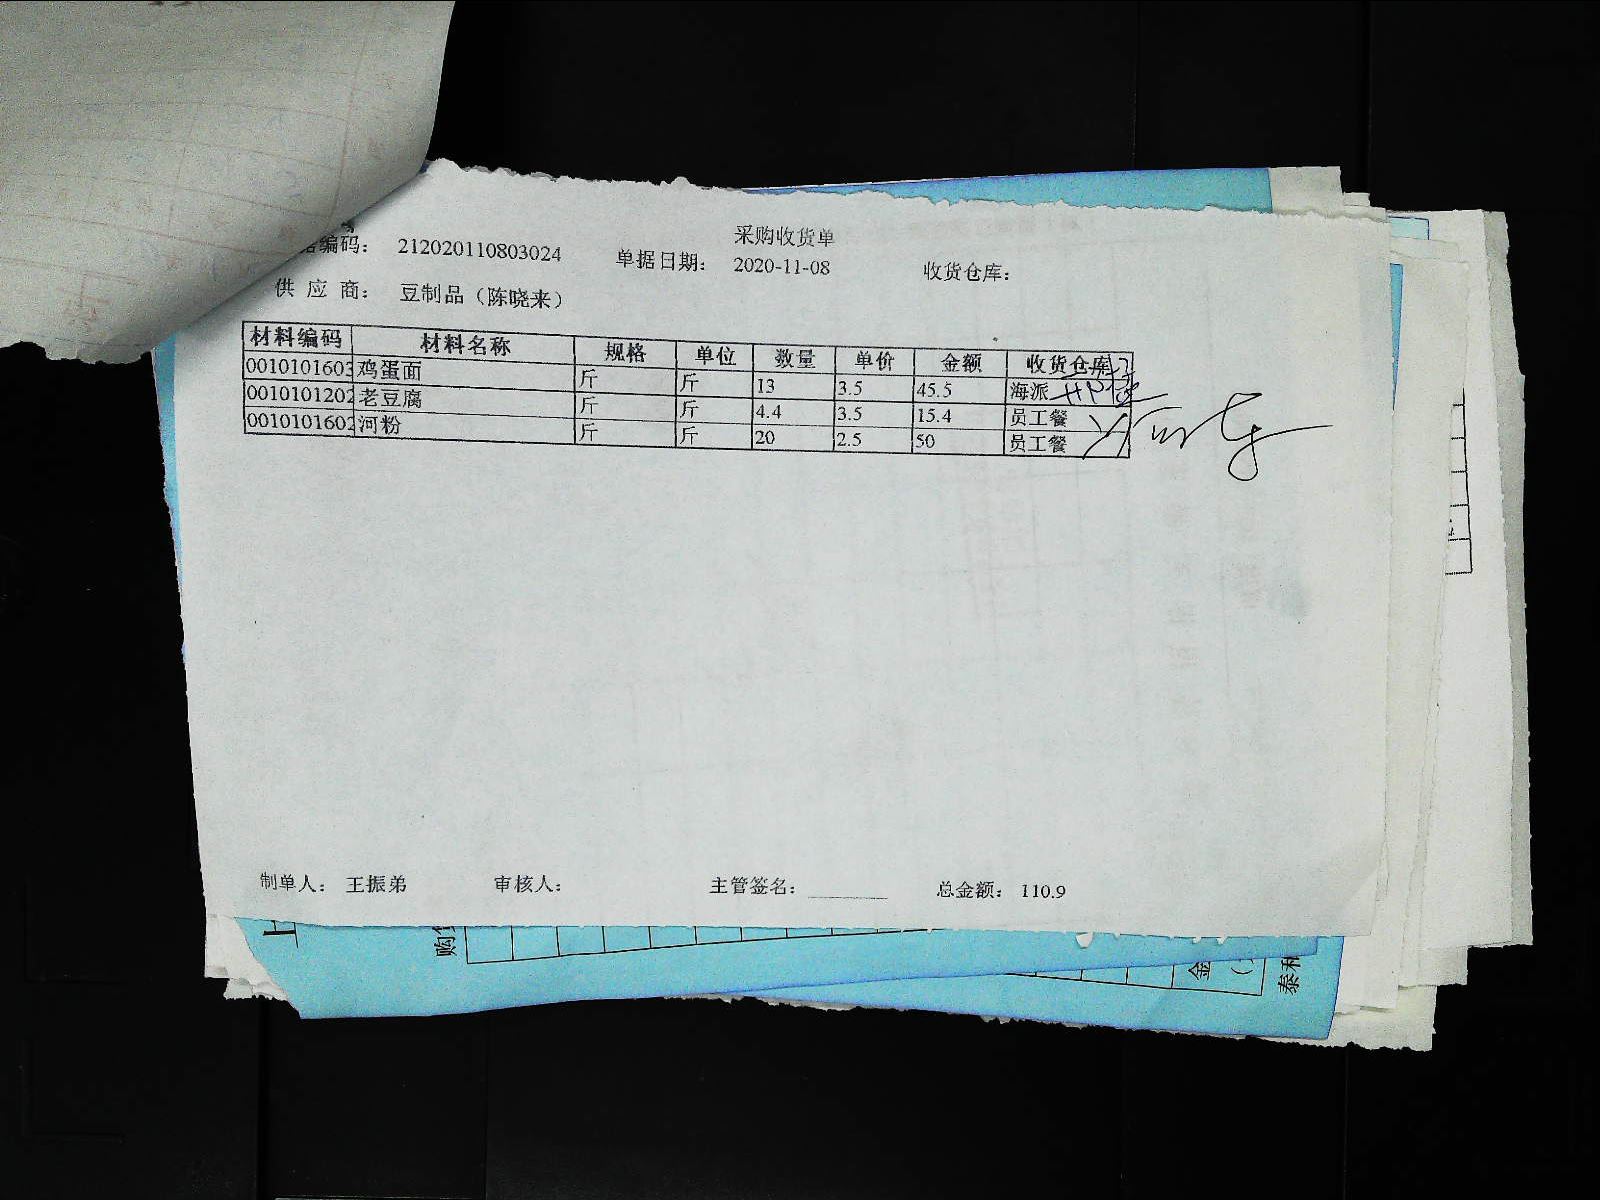 采购收货单
编码： 212020110803024 单据日期： 2020-11-08 收货仓库：
供 应 商： 豆制品（陈晓来）
材料编码 材料名称 规格 单位 数量 单价 金额 收货仓库
0010101603 鸡蛋面 斤 斤 13 3.5 45.5 海派
0010101202 老豆腐 斤 斤 4.4 3.5 15.4 员工餐
0010101602 河粉 斤 斤 20 2.5 50 员工餐
制单人： 王振弟 审核人： 主管签名： 总金额： 110.9
购
金
泰和